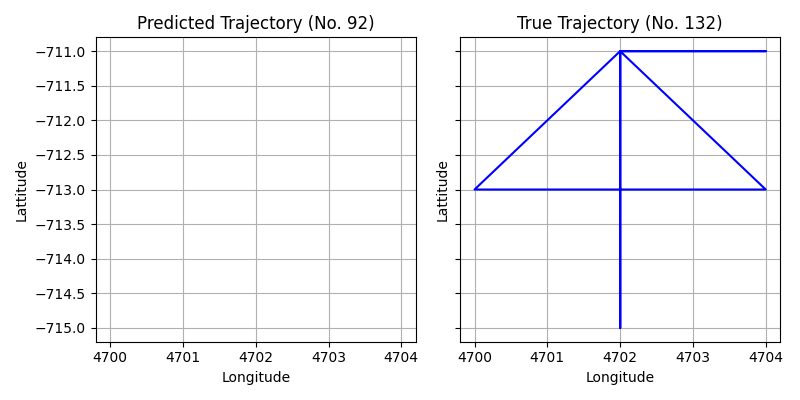 Predicted Trajectory (No. 92)
True Trajectory (No. 132)
−711.0
−711.5
−712.0
−712.5
−713.0
−713.5
−714.0
−714.5
−715.0
Lattitude
Lattitude
4700 4701 4702 4703 4704
4700 4701 4702 4703 4704
Longitude
Longitude